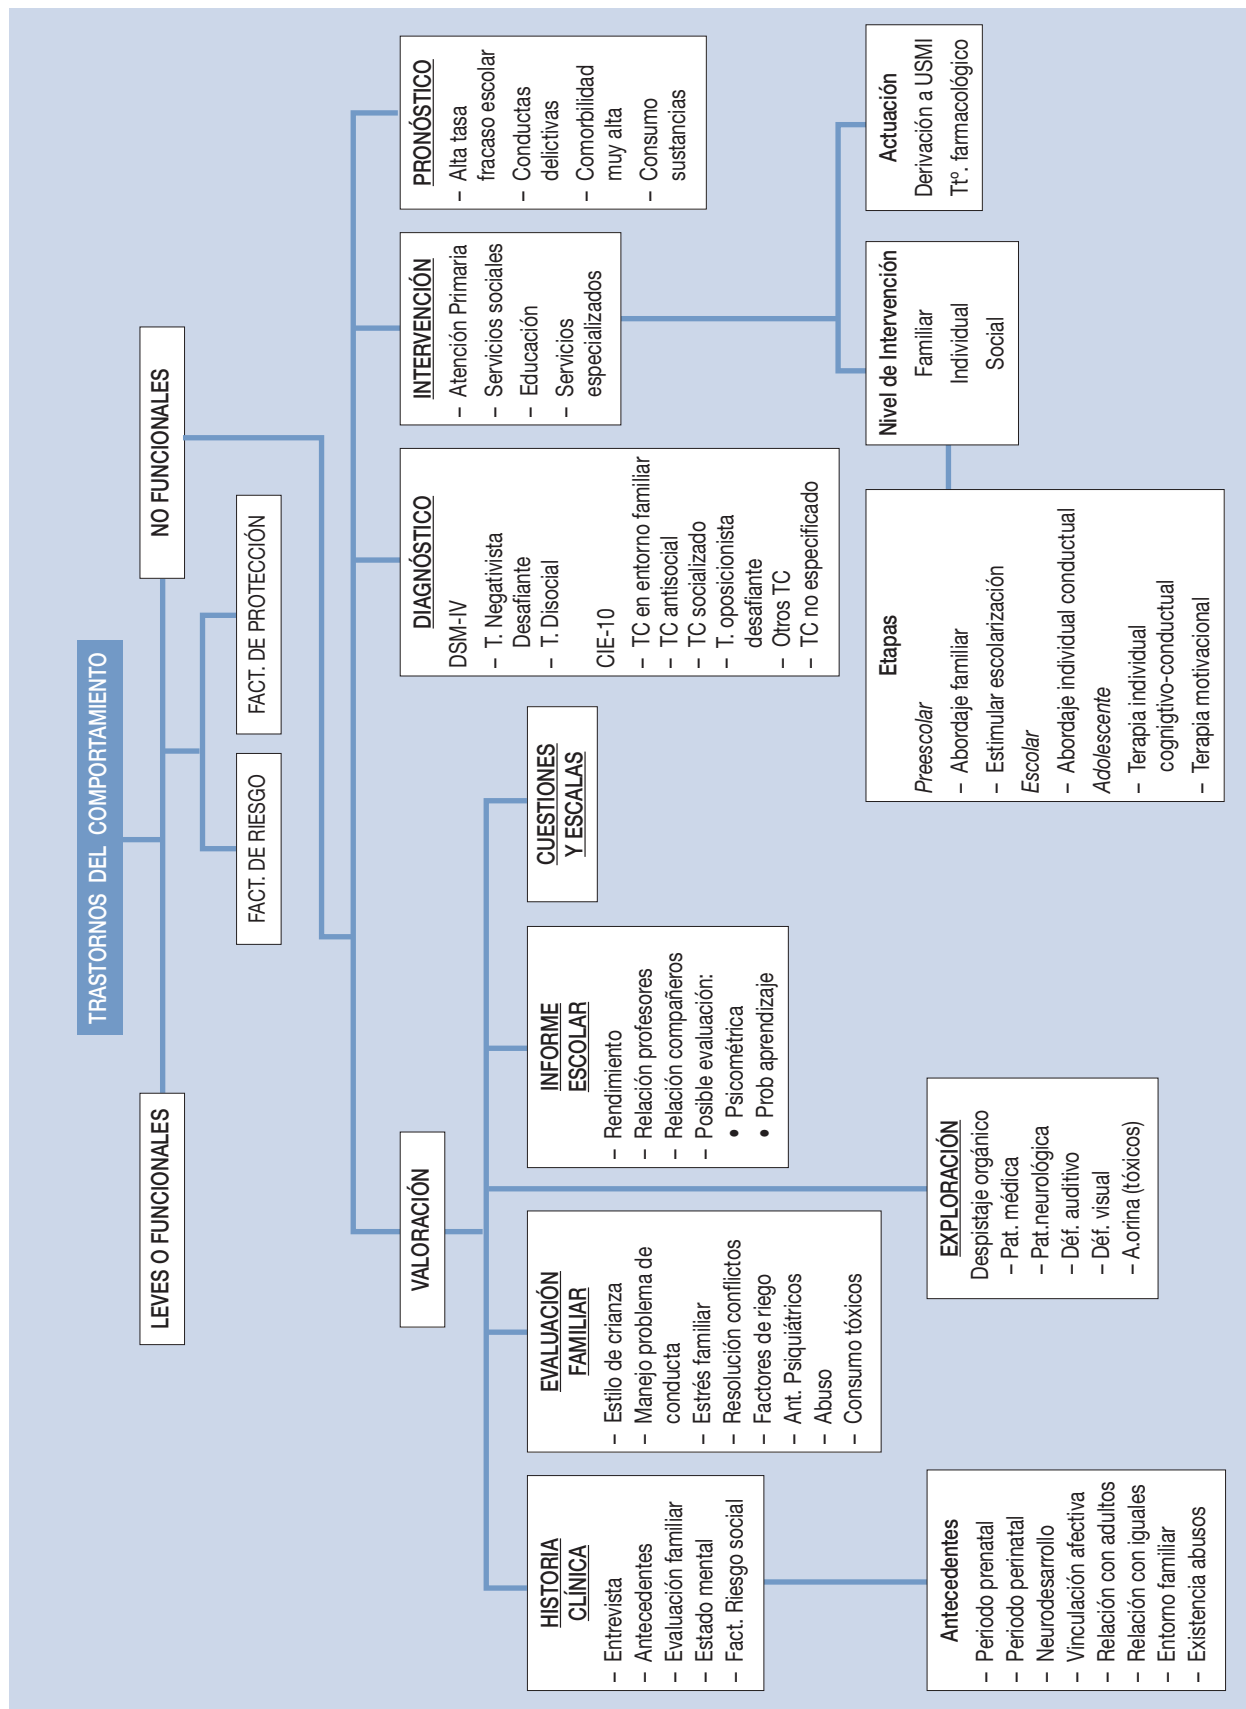 TRASTORNOS DEL COMPORTAMIENTO
LEVES O FUNCIONALES
NO FUNCIONALES
FACT. DE RIESGO
FACT. DE PROTECCIÓN
VALORACIÓN
DIAGNÓSTICO
DSM-IV
– T. Negativista
Desafiante
– T. Disocial
CIE-10
– TC en entorno familiar
– TC antisocial
– TC socializado
– T. oposicionista
desafiante
– Otros TC
– TC no especificado
INTERVENCIÓN
– Atención Primaria
– Servicios sociales
– Educación
– Servicios
especializados
PRONÓSTICO
– Alta tasa
fracaso escolar
– Conductas
delictivas
– Comorbilidad
muy alta
– Consumo
sustancias
HISTORIA
CLÍNICA
– Entrevista
– Antecedentes
– Evaluación familiar
– Estado mental
– Fact. Riesgo social
EVALUACIÓN
FAMILIAR
– Estilo de crianza
– Manejo problema de
conducta
– Estrés familiar
– Resolución conflictos
– Factores de riego
– Ant. Psiquiátricos
– Abuso
– Consumo tóxicos
INFORME
ESCOLAR
– Rendimiento
– Relación profesores
– Relación compañeros
– Posible evaluación:
• Psicométrica
• Prob aprendizaje
CUESTIONES
Y ESCALAS
Antecedentes
– Periodo prenatal
– Periodo perinatal
– Neurodesarrollo
– Vinculación afectiva
– Relación con adultos
– Relación con iguales
– Entorno familiar
– Existencia abusos
EXPLORACIÓN
Despistaje orgánico
– Pat. médica
– Pat.neurológica
– Déf. auditivo
– Déf. visual
– A.orina (tóxicos)
Etapas
Preescolar
– Abordaje familiar
– Estimular escolarización
Escolar
– Abordaje individual conductual
Adolescente
– Terapia individual
cognigtivo-conductual
– Terapia motivacional
Nivel de Intervención
Familiar
Individual
Social
Actuación
Derivación a USMI
Ttº. farmacológico